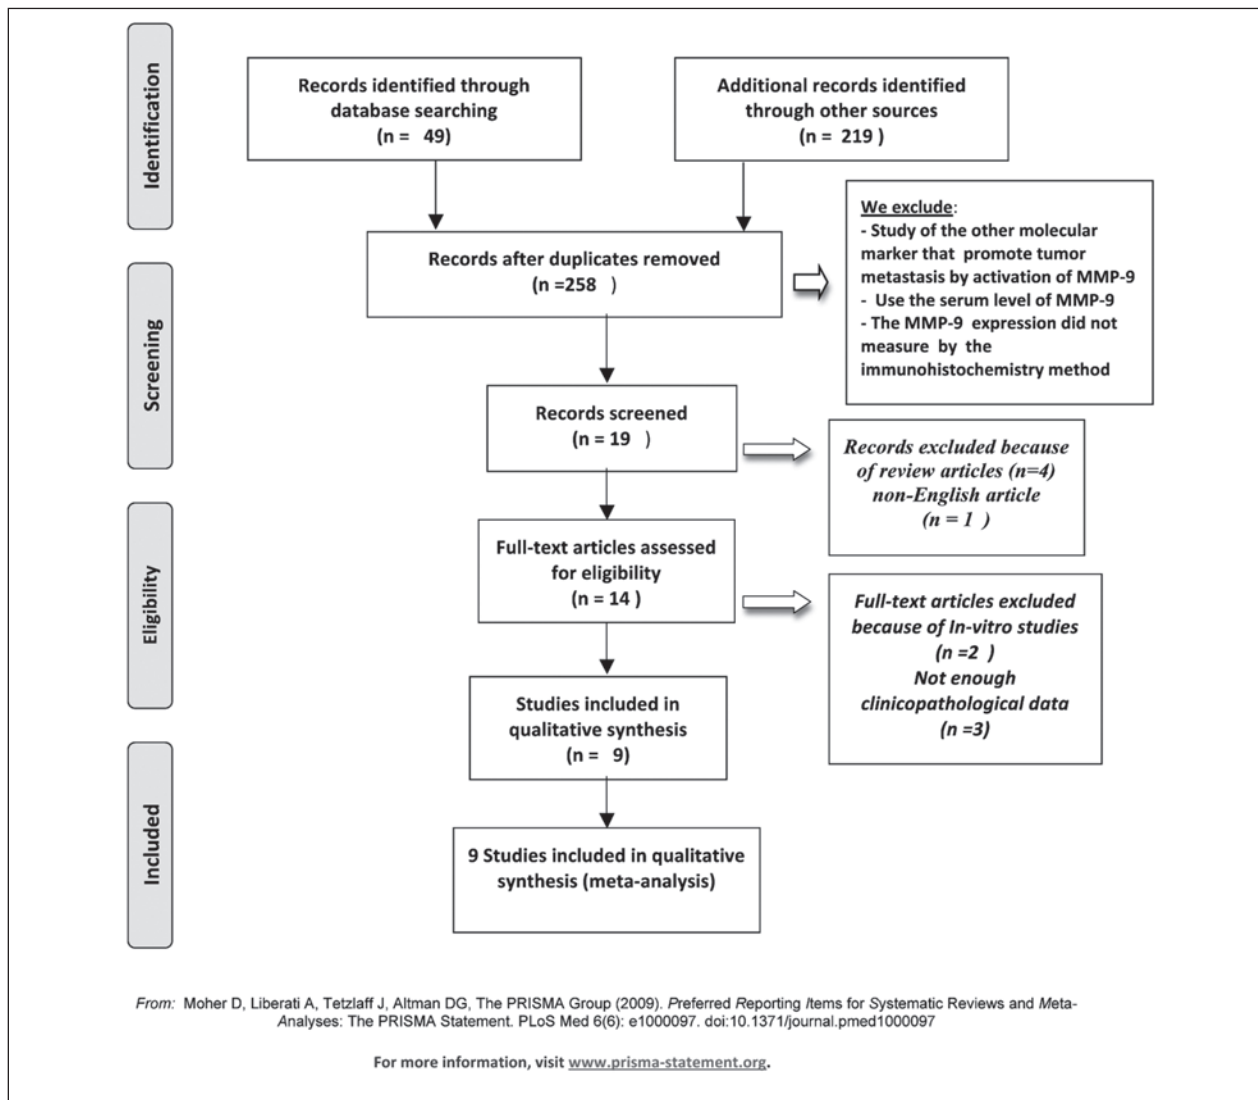 Identification
Records identified through
database searching
(n =   49)
Additional records identified
through other sources
(n =  219 )
Records after duplicates removed
(n =258   )
We exclude:
- Study of the other molecular
marker that  promote tumor
metastasis by activation of MMP-9
-  Use the serum level of MMP-9
- The MMP-9  expression did not
measure  by  the
immunohistochemistry method
Screening
Records screened
(n = 19   )
Records excluded because
of review articles (n=4)
non-English article
(n = 1  )
Eligibility
Full-text articles assessed
for eligibility
(n = 14 )
Full-text articles excluded
because of In-vitro studies
(n =2  )
Not enough
clinicopathological data
(n =3)
Studies included in
qualitative synthesis
(n =   9)
Included
9 Studies included in qualitative
synthesis (meta-analysis)
From:  Moher D, Liberati A, Tetzlaff J, Altman DG, The PRISMA Group (2009). Preferred Reporting Items for Systematic Reviews and Meta-
Analyses: The PRISMA Statement. PLoS Med 6(6): e1000097. doi:10.1371/journal.pmed1000097
For more information, visit www.prisma-statement.org.